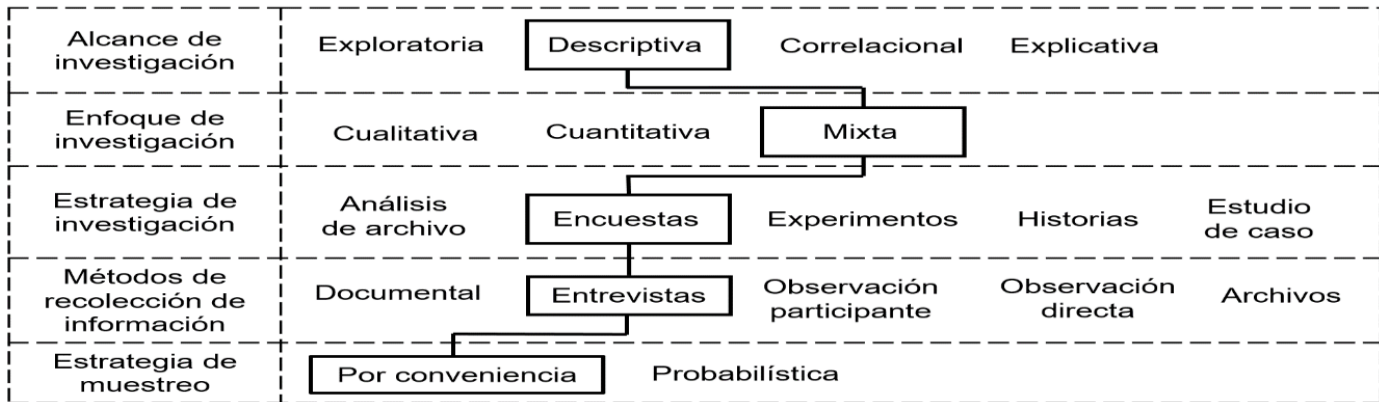 Alcance de
investigación
Exploratoria
Descriptiva
Correlacional
Explicativa
Enfoque de
investigación
Cualitativa
Cuantitativa
Mixta
Estrategia de
investigación
Análisis
de archivo
Encuestas
Experimentos
Historias
Estudio
de caso
Métodos de
recolección de
información
Documental
Entrevistas
Observación
participante
Observación
directa
Archivos
Estrategia de
muestreo
Por conveniencia
Probabilística